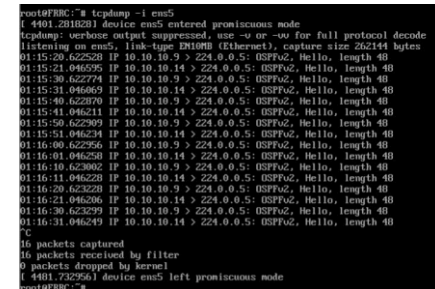 root@FRRC:~# tcpdump -i ens5
[ 4401.281828] device ens5 entered promiscuous mode
tcpdump: verbose output suppressed, use -v or -vv for full protocol decode
listening on ens5, link-type EN10MB (Ethernet), capture size 262144 bytes
01:15:20.622528 IP 10.10.10.9 > 224.0.0.5: OSPFv2, Hello, length 48
01:15:21.046595 IP 10.10.10.14 > 224.0.0.5: OSPFv2, Hello, length 48
01:15:30.622774 IP 10.10.10.9 > 224.0.0.5: OSPFv2, Hello, length 48
01:15:31.046069 IP 10.10.10.14 > 224.0.0.5: OSPFv2, Hello, length 48
01:15:40.622870 IP 10.10.10.9 > 224.0.0.5: OSPFv2, Hello, length 48
01:15:41.046211 IP 10.10.10.14 > 224.0.0.5: OSPFv2, Hello, length 48
01:15:50.622909 IP 10.10.10.9 > 224.0.0.5: OSPFv2, Hello, length 48
01:15:51.046234 IP 10.10.10.14 > 224.0.0.5: OSPFv2, Hello, length 48
01:16:00.622956 IP 10.10.10.9 > 224.0.0.5: OSPFv2, Hello, length 48
01:16:01.046258 IP 10.10.10.14 > 224.0.0.5: OSPFv2, Hello, length 48
01:16:10.623002 IP 10.10.10.9 > 224.0.0.5: OSPFv2, Hello, length 48
01:16:11.046228 IP 10.10.10.14 > 224.0.0.5: OSPFv2, Hello, length 48
01:16:20.623228 IP 10.10.10.9 > 224.0.0.5: OSPFv2, Hello, length 48
01:16:21.046206 IP 10.10.10.14 > 224.0.0.5: OSPFv2, Hello, length 48
01:16:30.623299 IP 10.10.10.9 > 224.0.0.5: OSPFv2, Hello, length 48
01:16:31.046249 IP 10.10.10.14 > 224.0.0.5: OSPFv2, Hello, length 48
^C
16 packets captured
16 packets received by filter
0 packets dropped by kernel
[ 4481.732956] device ens5 left promiscuous mode
root@FRRC:~#